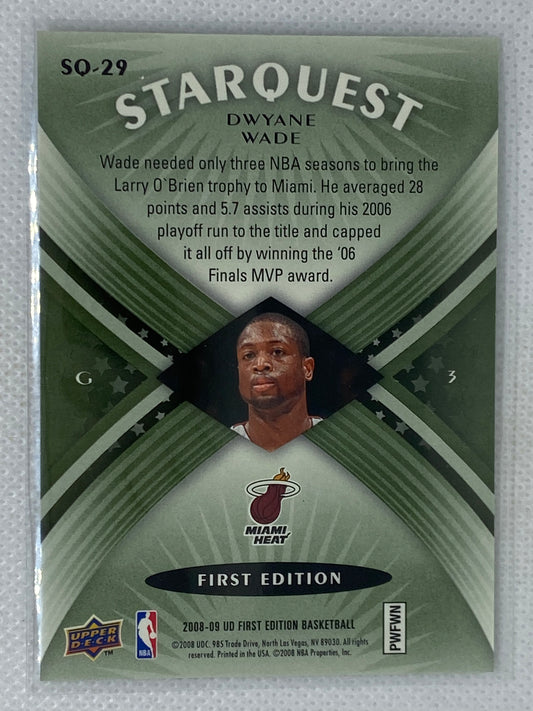 SQ-29
STARQUEST
DWYANE
WADE
Wade needed only three NBA seasons to bring the
Larry O`Brien trophy to Miami. He averaged 28
points and 5.7 assists during his 2006
playoff run to the title and capped
it all off by winning the '06
Finals MVP award.
G
3
MIAMI
HEAT
FIRST EDITION
2008-09 UD FIRST EDITION BASKETBALL
UPPER
D·E·C·K
TM
NBA
©2008 UDC. 985 Trade Drive, North Las Vegas, NV 89030. All rights
reserved. Printed in the USA. ©2008 NBA Properties, Inc.
PWFWN